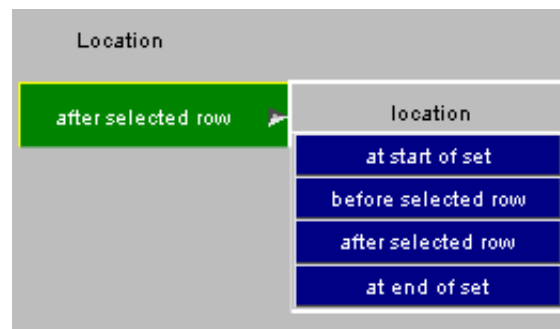 Location
after selected row
location
at start of set
before selected row
after selected row
at end of set